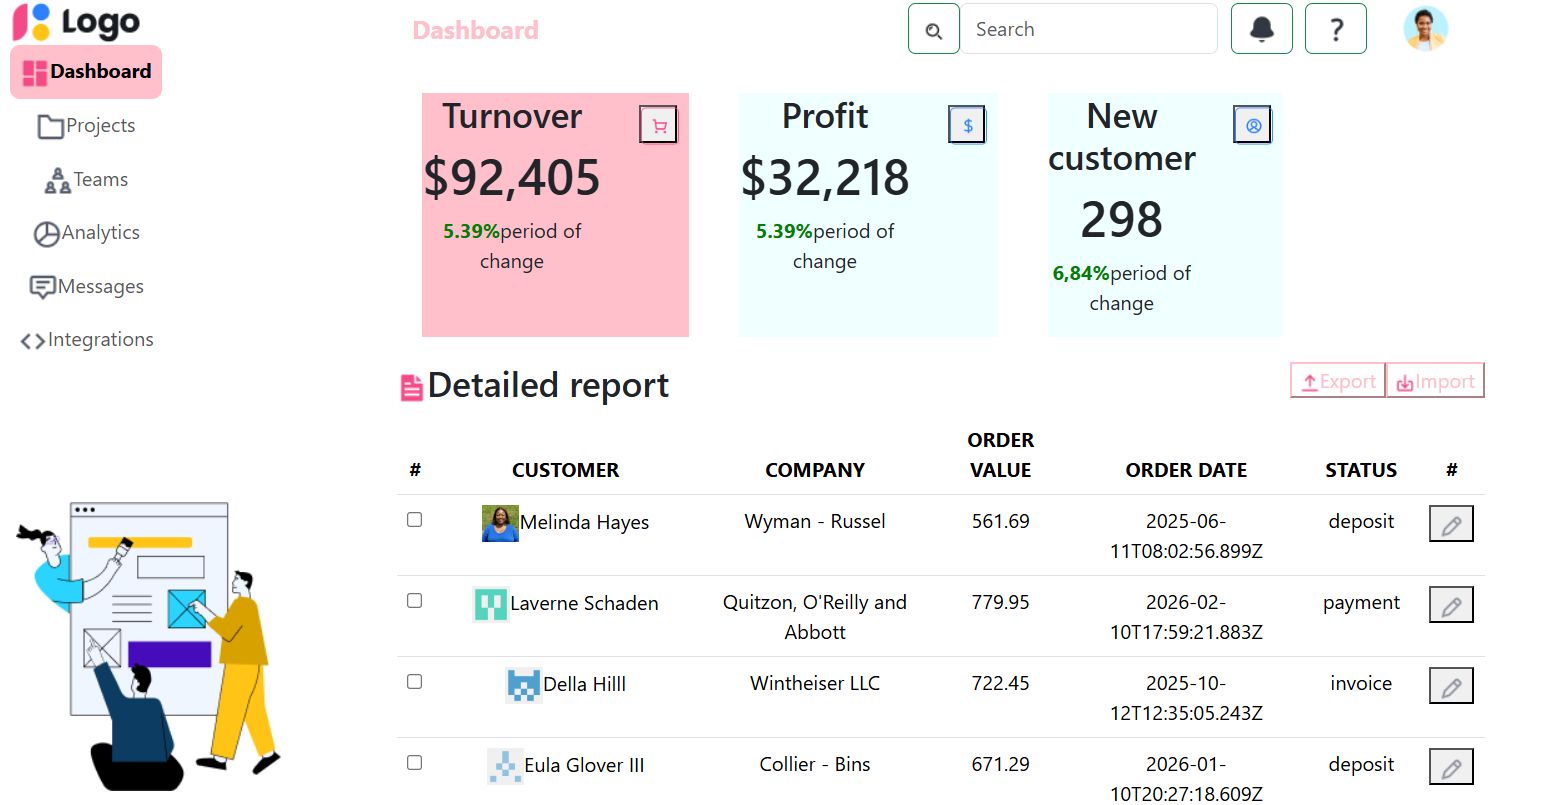 Logo
Dashboard
Search
?
Dashboard
Projects
Teams
Analytics
Messages
Integrations
Turnover
$92,405
5.39%period of
change
Profit
$32,218
5.39%period of
change
New
customer
298
6,84%period of
change
Detailed report
Export
Import
# CUSTOMER COMPANY ORDER VALUE ORDER DATE STATUS #
Melinda Hayes Wyman - Russel 561.69 2025-06-11T08:02:56.899Z deposit
Laverne Schaden Quitzon, O'Reilly and Abbott 779.95 2026-02-10T17:59:21.883Z payment
Della Hilll Wintheiser LLC 722.45 2025-10-12T12:35:05.243Z invoice
Eula Glover III Collier - Bins 671.29 2026-01-10T20:27:18.609Z deposit